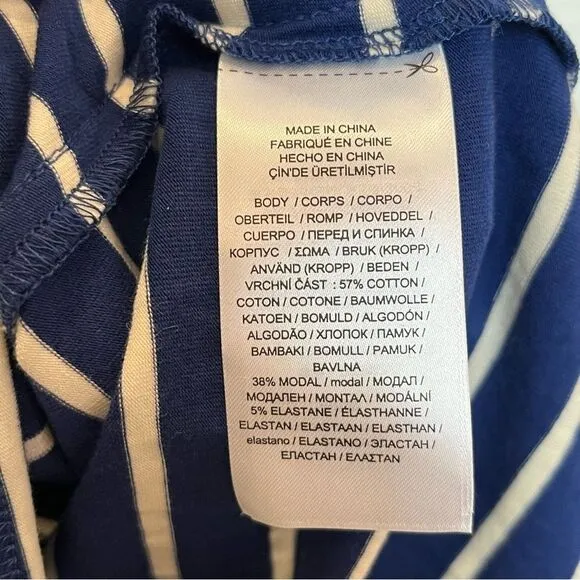 MADE IN CHINA
FABRIQUÉ EN CHINE
HECHO EN CHINA
ÇIN'DE ÜRETİLMİŞTİR
BODY / CORPS / CORPO /
OBERTEIL / ROMP / HOVEDDEL /
CUERPO / ПЕРЕД И СПИНКА /
КОРПУС / ΣΩΜΑ / BRUK (KROPP) /
ANVÄND (KROPP) / BEDEN /
VRCHNÍ ČÁST : 57% COTTON /
COTON / COTONE / BAUMWOLLE /
KATOEN / BOMULD / ALGODÓN /
ALGODÃO / ХЛОПОК / ПАМУК /
BAMBAKI / BOMULL / PAMUK /
BAVLNA
38% MODAL / modal / МОДАЛ /
МОДАЛЕН / ΜΟΝΤΑΛ / MODÁLNÍ
5% ELASTANE / ÉLASTHANNE /
ELASTAN / ELASTAAN / ELASTHAN /
elastano / ELASTANO / ЭЛАСТАН /
ЕЛАСТАН / ΕΛΑΣΤΑΝ